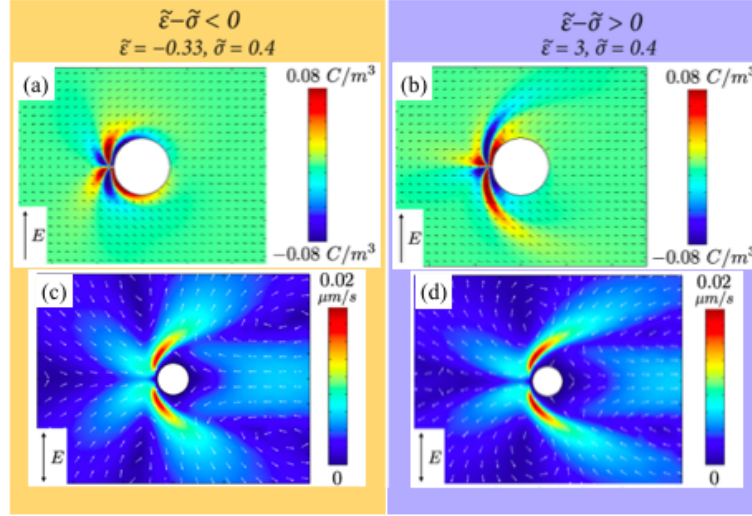 ε̃−σ̃ < 0
ε̃ = −0.33, σ̃ = 0.4
ε̃−σ̃ > 0
ε̃ = 3, σ̃ = 0.4
(a)
0.08 C/m³
−0.08 C/m³
E
(b)
0.08 C/m³
−0.08 C/m³
E
(c)
0.02
μm/s
0
E
(d)
0.02
μm/s
0
E